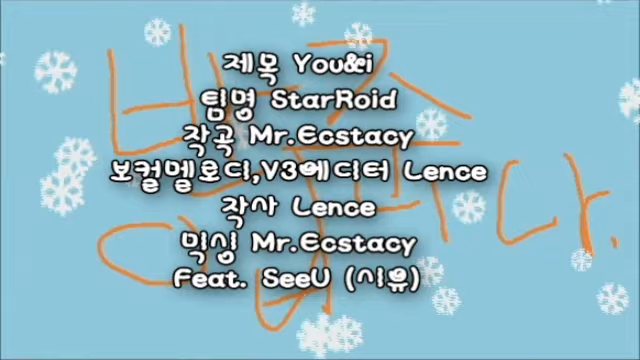 제목 You&i
팀명 StarRoid
작곡 Mr.Ecstacy
보컬멜로디,V3에디터 Lence
작사 Lence
믹싱 Mr.Ecstacy
Feat. SeeU (시유)